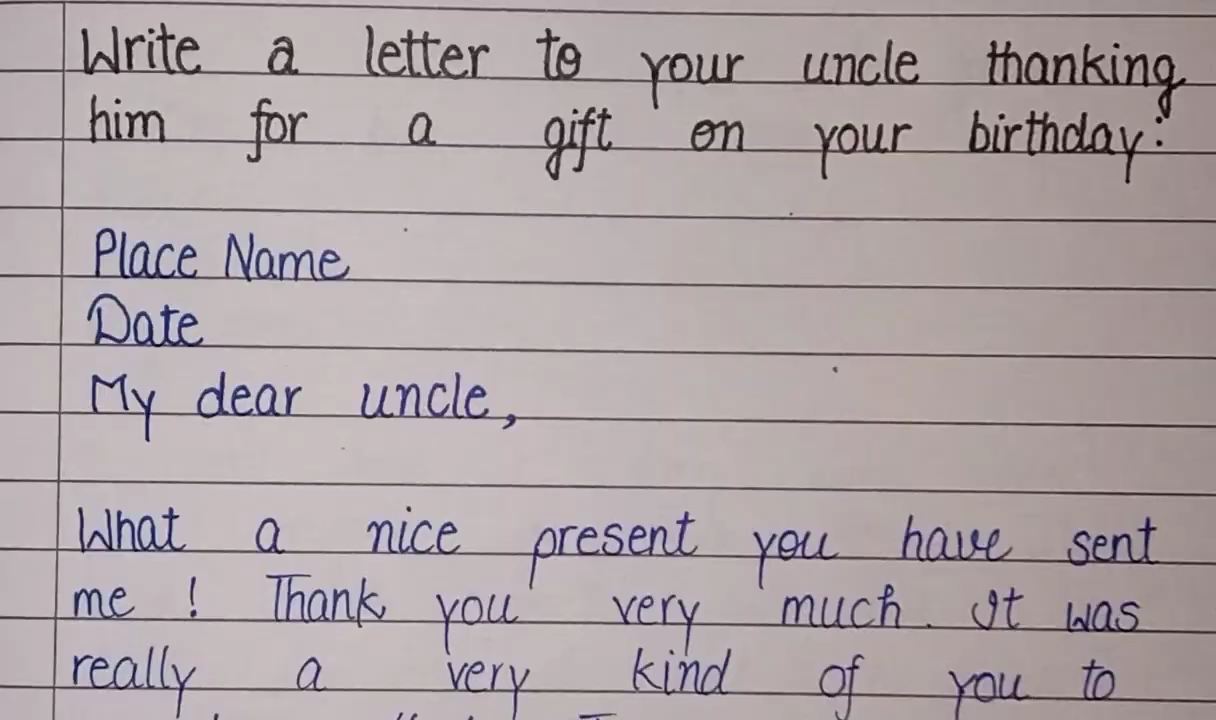 Write a letter to your uncle thanking
him for a gift on your birthday:
Place Name
Date
My dear uncle,
What a nice present you have sent
me ! Thank you very much. It was
really a very kind of you to